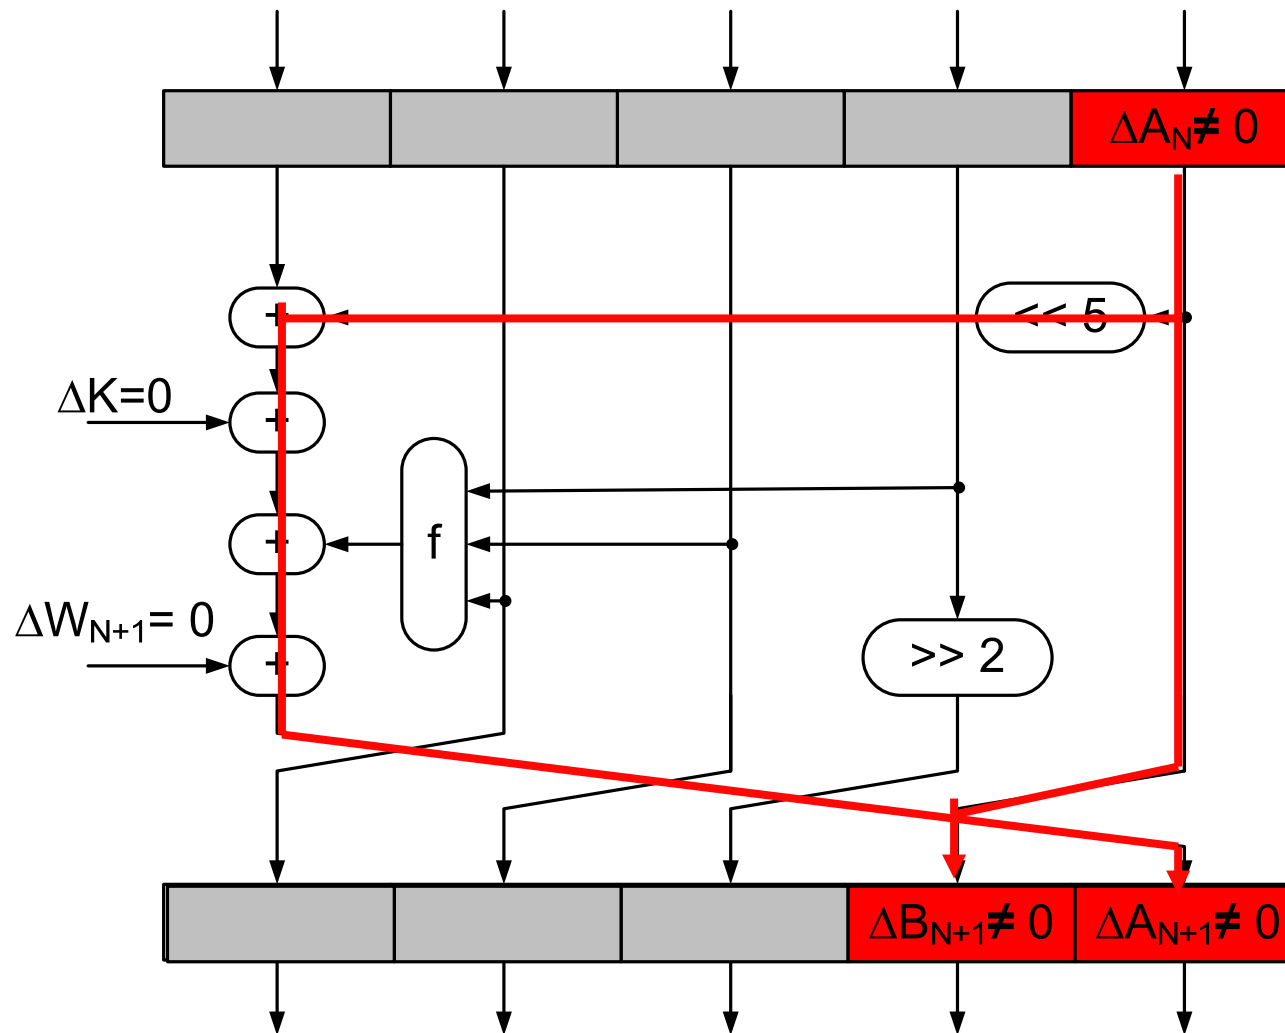 ΔA_N ≠ 0
+
<< 5
ΔK=0
+
+
f
ΔW_N+1= 0
+
>> 2
ΔB_N+1 ≠ 0
ΔA_N+1 ≠ 0